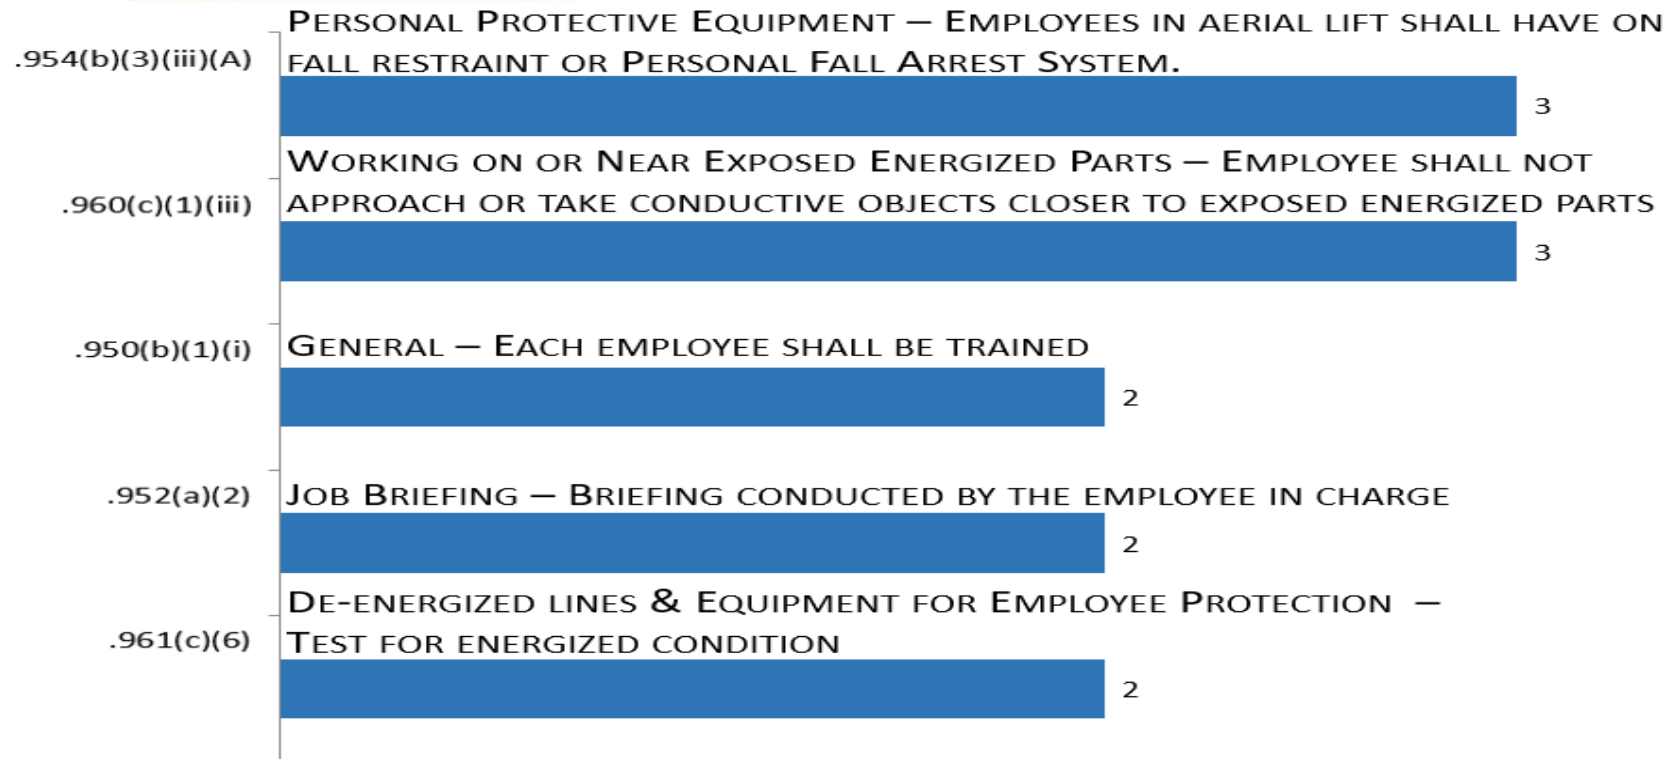 PERSONAL PROTECTIVE EQUIPMENT – EMPLOYEES IN AERIAL LIFT SHALL HAVE ON
.954(b)(3)(iii)(A) FALL RESTRAINT OR PERSONAL FALL ARREST SYSTEM.
3
WORKING ON OR NEAR EXPOSED ENERGIZED PARTS – EMPLOYEE SHALL NOT
.960(c)(1)(iii) APPROACH OR TAKE CONDUCTIVE OBJECTS CLOSER TO EXPOSED ENERGIZED PARTS
3
.950(b)(1)(i) GENERAL – EACH EMPLOYEE SHALL BE TRAINED
2
.952(a)(2) JOB BRIEFING – BRIEFING CONDUCTED BY THE EMPLOYEE IN CHARGE
2
DE-ENERGIZED LINES & EQUIPMENT FOR EMPLOYEE PROTECTION –
.961(c)(6) TEST FOR ENERGIZED CONDITION
2